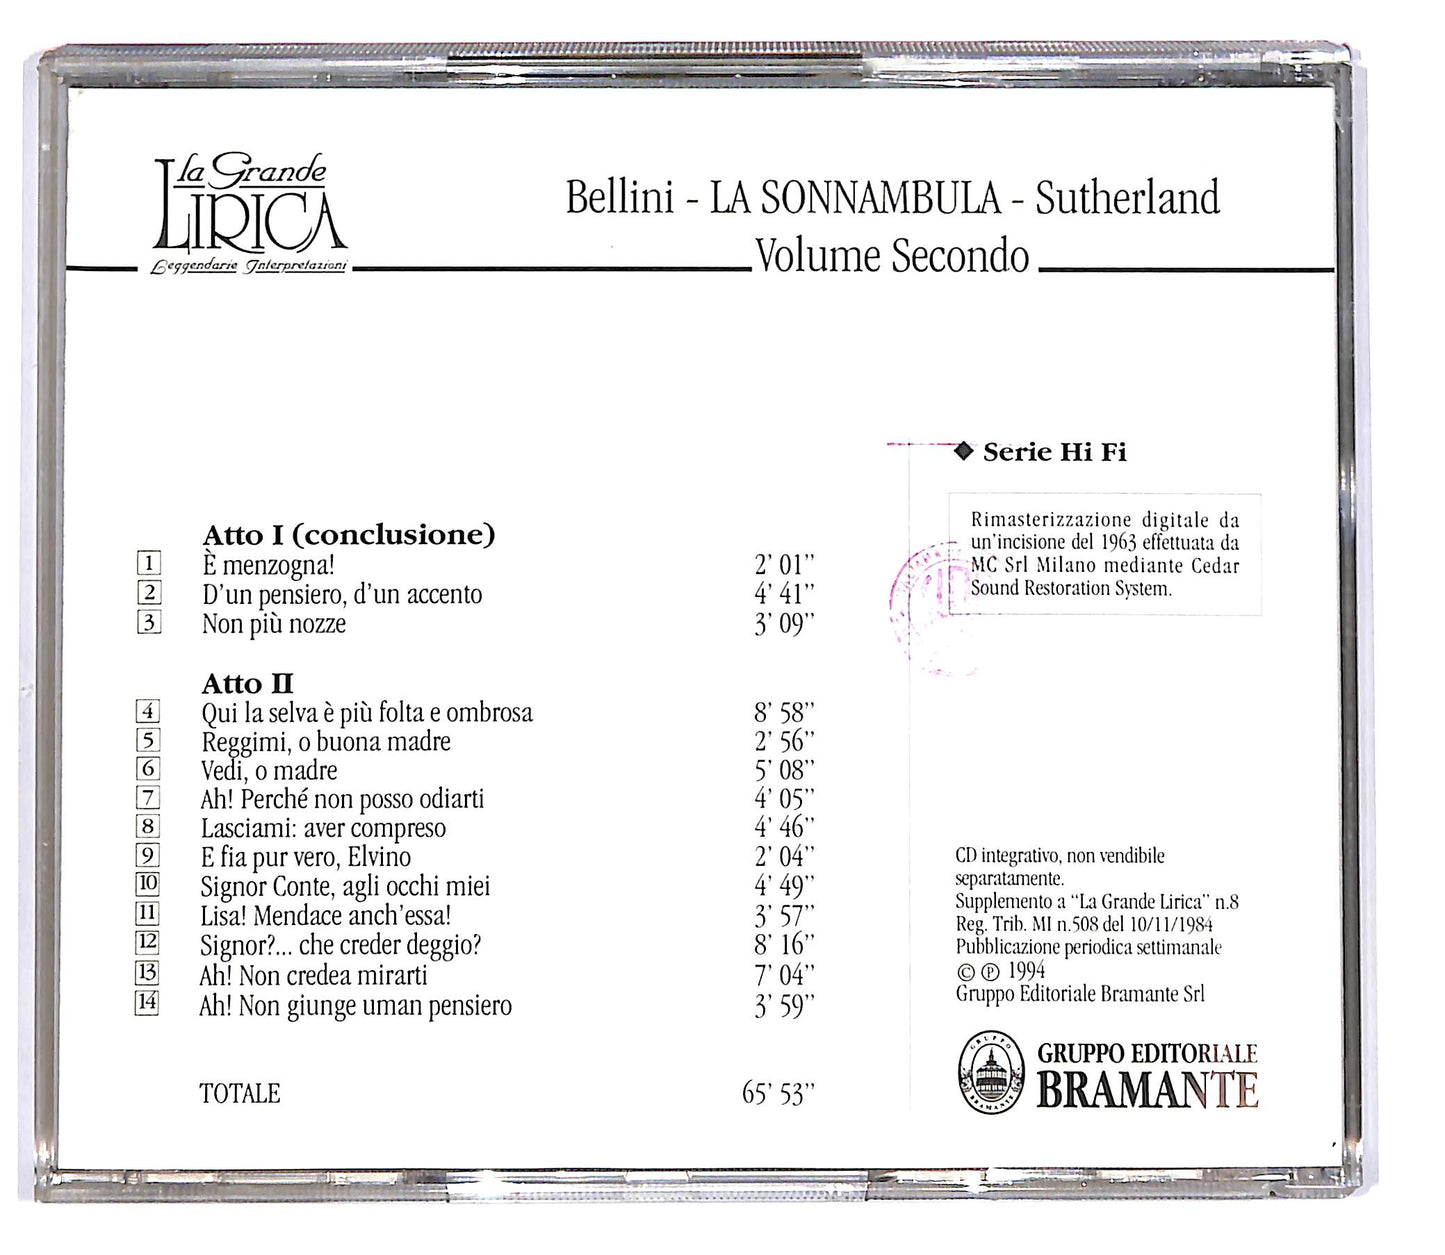 La Grande
LIRICA
Leggendarie Interpretazioni
Bellini - LA SONNAMBULA - Sutherland
Volume Secondo
Atto I (conclusione)
1 È menzogna! 2' 01''
2 D'un pensiero, d'un accento 4' 41''
3 Non più nozze 3' 09''
Atto II
4 Qui la selva è più folta e ombrosa 8' 58''
5 Reggimi, o buona madre 2' 56''
6 Vedi, o madre 5' 08''
7 Ah! Perché non posso odiarti 4' 05''
8 Lasciami: aver compreso 4' 46''
9 E fia pur vero, Elvino 2' 04''
10 Signor Conte, agli occhi miei 4' 49''
11 Lisa! Mendace anch'essa! 3' 57''
12 Signor?... che creder deggio? 8' 16''
13 Ah! Non credea mirarti 7' 04''
14 Ah! Non giunge uman pensiero 3' 59''
TOTALE 65' 53''
◆ Serie Hi Fi
Rimasterizzazione digitale da
un'incisione del 1963 effettuata da
MC Srl Milano mediante Cedar
Sound Restoration System.
CD integrativo, non vendibile
separatamente.
Supplemento a "La Grande Lirica" n.8
Reg. Trib. MI n.508 del 10/11/1984
Pubblicazione periodica settimanale
© ℗ 1994
Gruppo Editoriale Bramante Srl
GRUPPO
BRAMANTE
GRUPPO EDITORIALE
BRAMANTE